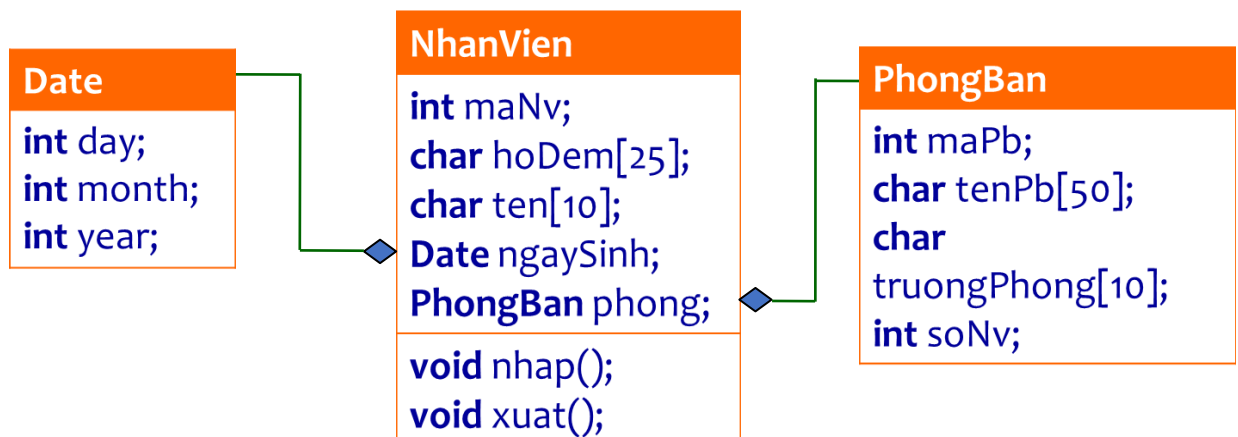 Date
int day;
int month;
int year;
NhanVien
int maNv;
char hoDem[25];
char ten[10];
Date ngaySinh;
PhongBan phong;
void nhap();
void xuat();
PhongBan
int maPb;
char tenPb[50];
char
truongPhong[10];
int soNv;